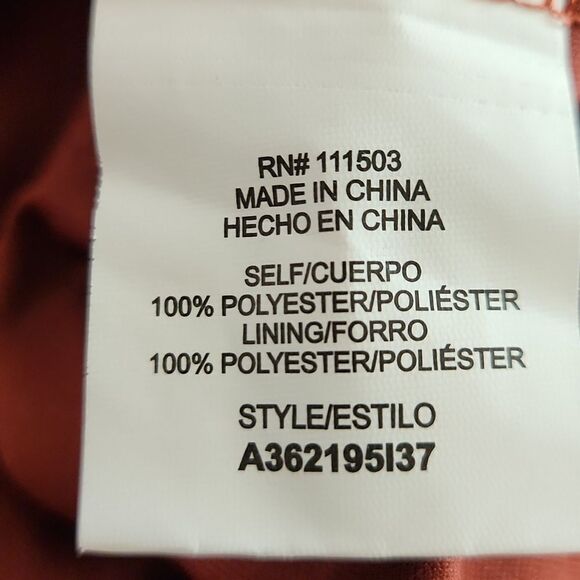 RN# 111503
MADE IN CHINA
HECHO EN CHINA
SELF/CUERPO
100% POLYESTER/POLIÉSTER
LINING/FORRO
100% POLYESTER/POLIÉSTER
STYLE/ESTILO
A362195I37